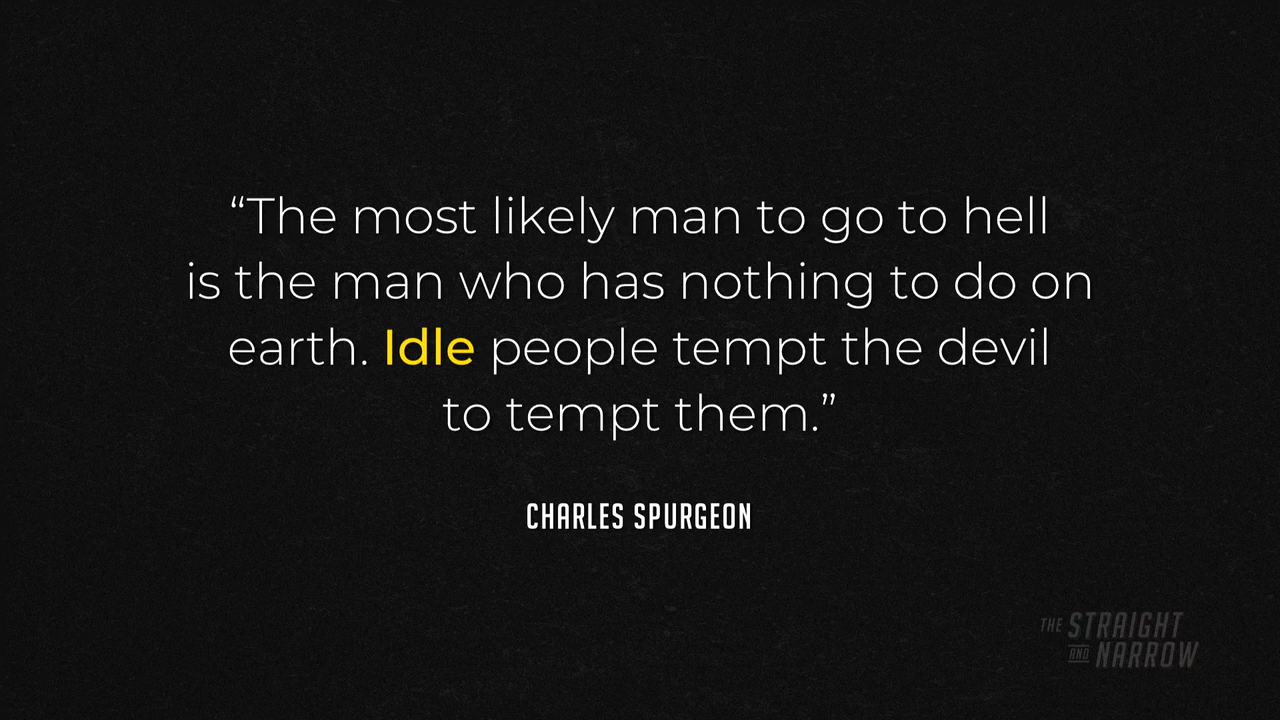 “The most likely man to go to hell
is the man who has nothing to do on
earth. Idle people tempt the devil
to tempt them.”
CHARLES SPURGEON
THE STRAIGHT
AND NARROW